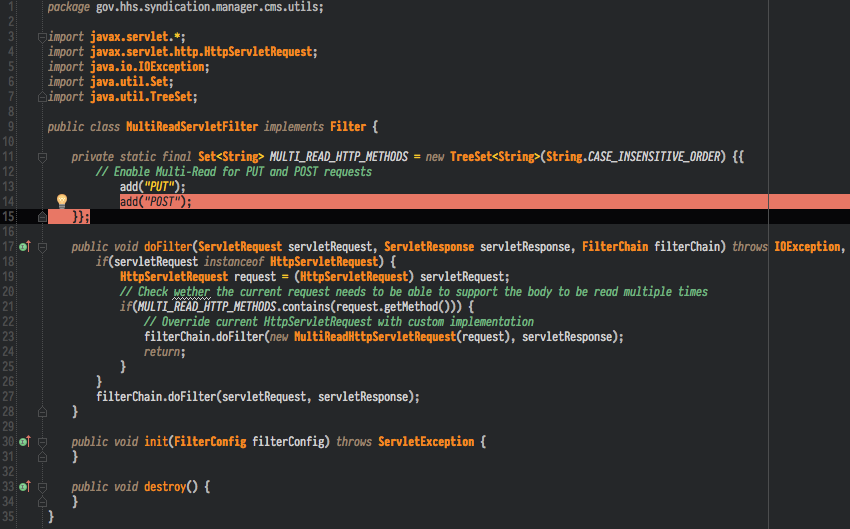 1 package gov.hhs.syndication.manager.cms.utils;
2
3 import javax.servlet.*;
4 import javax.servlet.http.HttpServletRequest;
5 import java.io.IOException;
6 import java.util.Set;
7 import java.util.TreeSet;
8
9 public class MultiReadServletFilter implements Filter {
10
11 private static final Set<String> MULTI_READ_HTTP_METHODS = new TreeSet<String>(String.CASE_INSENSITIVE_ORDER) {{
12 // Enable Multi-Read for PUT and POST requests
13 add("PUT");
14 add("POST");
15 }};
16
17 public void doFilter(ServletRequest servletRequest, ServletResponse servletResponse, FilterChain filterChain) throws IOException,
18 if(servletRequest instanceof HttpServletRequest) {
19 HttpServletRequest request = (HttpServletRequest) servletRequest;
20 // Check wether the current request needs to be able to support the body to be read multiple times
21 if(MULTI_READ_HTTP_METHODS.contains(request.getMethod())) {
22 // Override current HttpServletRequest with custom implementation
23 filterChain.doFilter(new MultiReadHttpServletRequest(request), servletResponse);
24 return;
25 }
26 }
27 filterChain.doFilter(servletRequest, servletResponse);
28 }
29
30 public void init(FilterConfig filterConfig) throws ServletException {
31 }
32
33 public void destroy() {
34 }
35 }